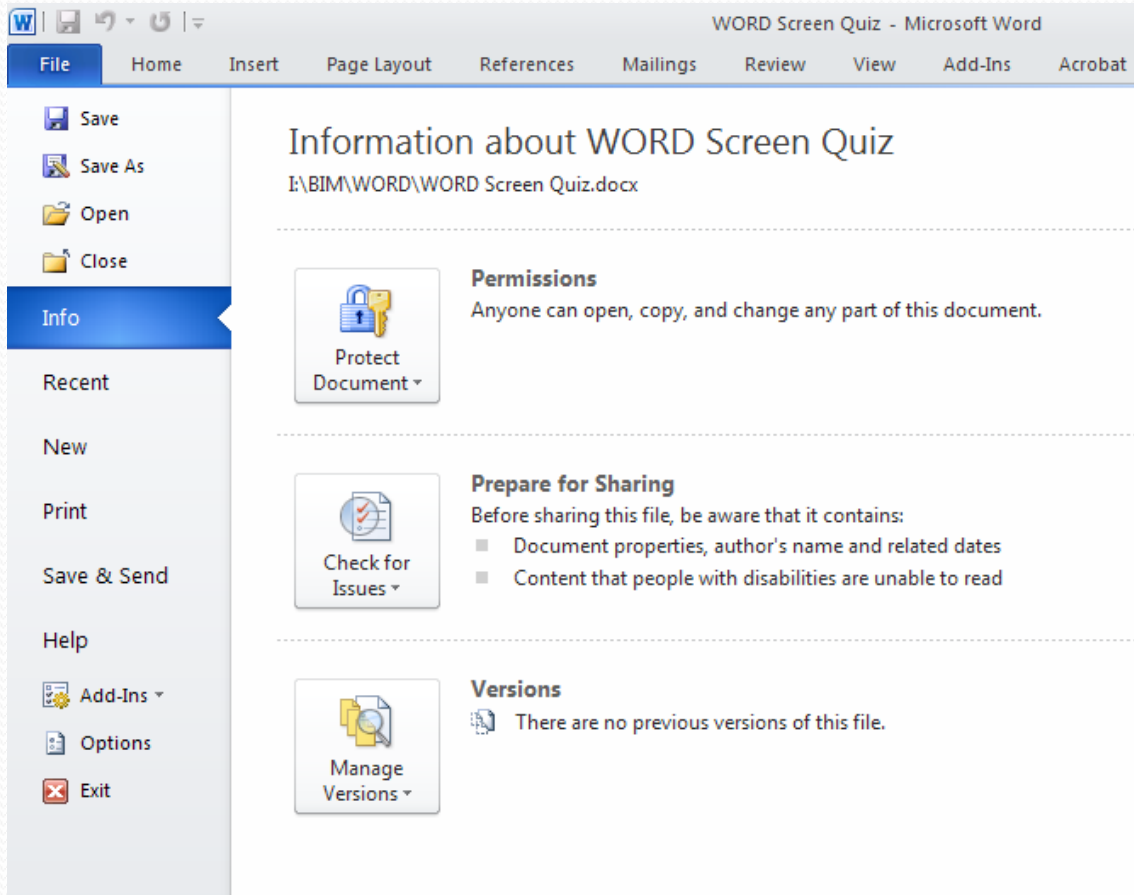 W
WORD Screen Quiz - Microsoft Word
File Home Insert Page Layout References Mailings Review View Add-Ins Acrobat
Save
Save As
Open
Close
Info
Recent
New
Print
Save & Send
Help
Add-Ins
Options
Exit
Information about WORD Screen Quiz
I:\BIM\WORD\WORD Screen Quiz.docx
Protect
Document
Permissions
Anyone can open, copy, and change any part of this document.
Check for
Issues
Prepare for Sharing
Before sharing this file, be aware that it contains:
Document properties, author's name and related dates
Content that people with disabilities are unable to read
Manage
Versions
Versions
There are no previous versions of this file.